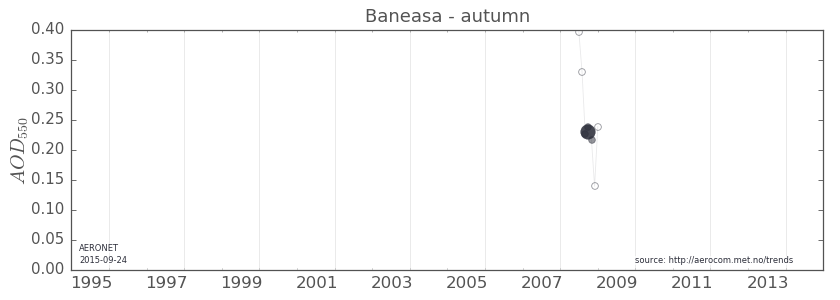 Baneasa - autumn
0.40
0.35
0.30
0.25
0.20
0.15
0.10
0.05
0.00
AOD550
AERONET
2015-09-24
source: http://aerocom.met.no/trends
1995 1997 1999 2001 2003 2005 2007 2009 2011 2013